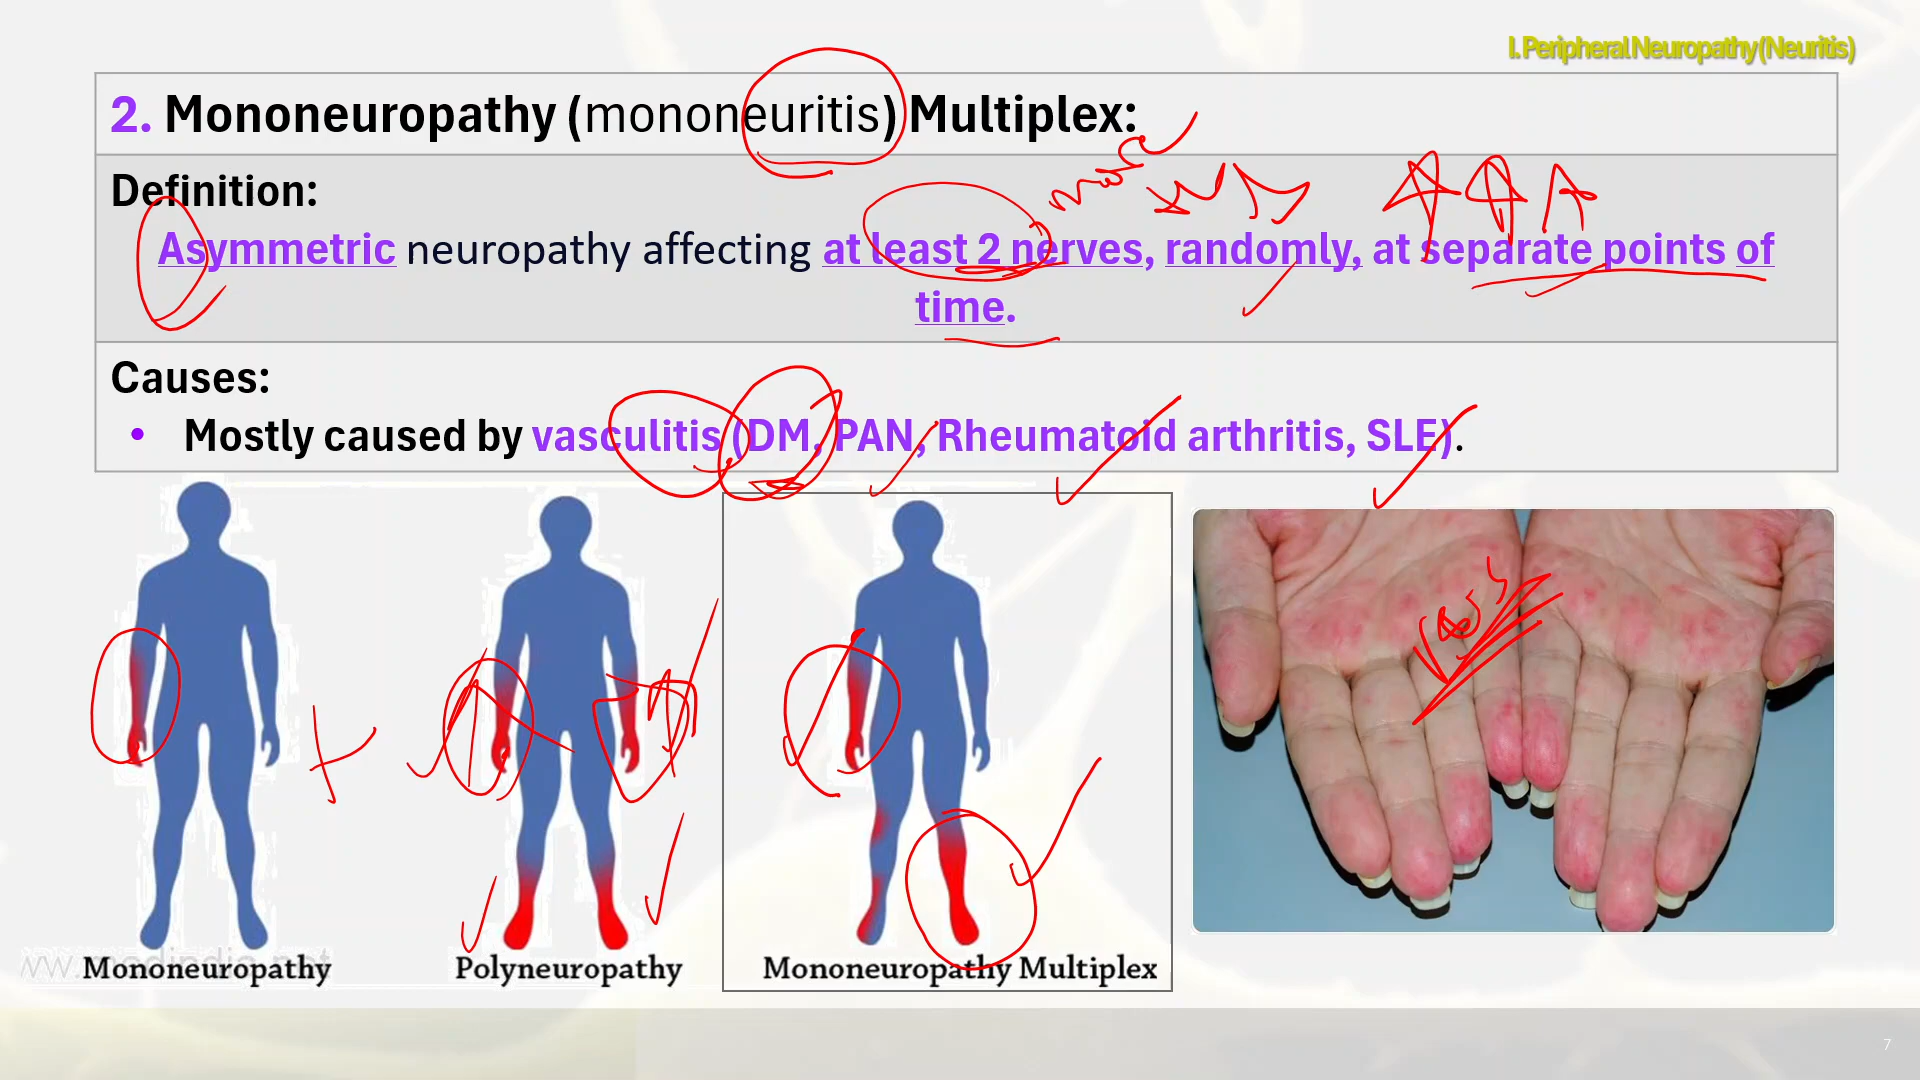 I. Peripheral Neuropathy (Neuritis)
2. Mononeuropathy (mononeuritis) Multiplex:
Definition:
Asymmetric neuropathy affecting at least 2 nerves, randomly, at separate points of
time.
Causes:
• Mostly caused by vasculitis (DM, PAN, Rheumatoid arthritis, SLE).
Mononeuropathy
Polyneuropathy
Mononeuropathy Multiplex
7